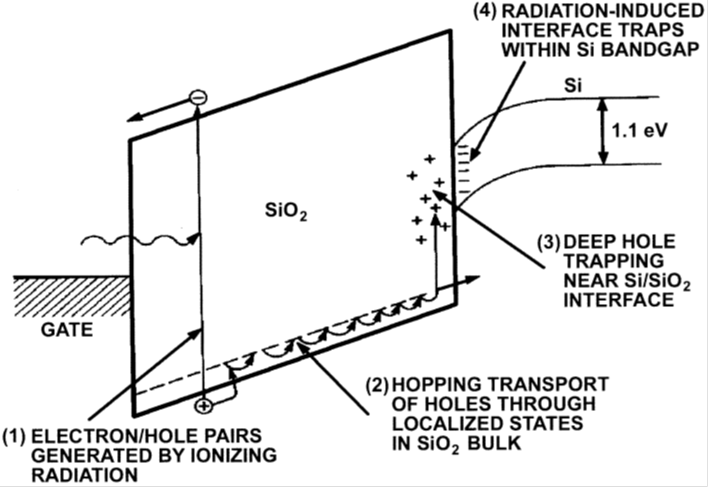 (4) RADIATION-INDUCED
INTERFACE TRAPS
WITHIN Si BANDGAP
Si
1.1 eV
SiO₂
(3) DEEP HOLE
TRAPPING
NEAR Si/SiO₂
INTERFACE
GATE
(2) HOPPING TRANSPORT
OF HOLES THROUGH
LOCALIZED STATES
IN SiO₂ BULK
(1) ELECTRON/HOLE PAIRS
GENERATED BY IONIZING
RADIATION